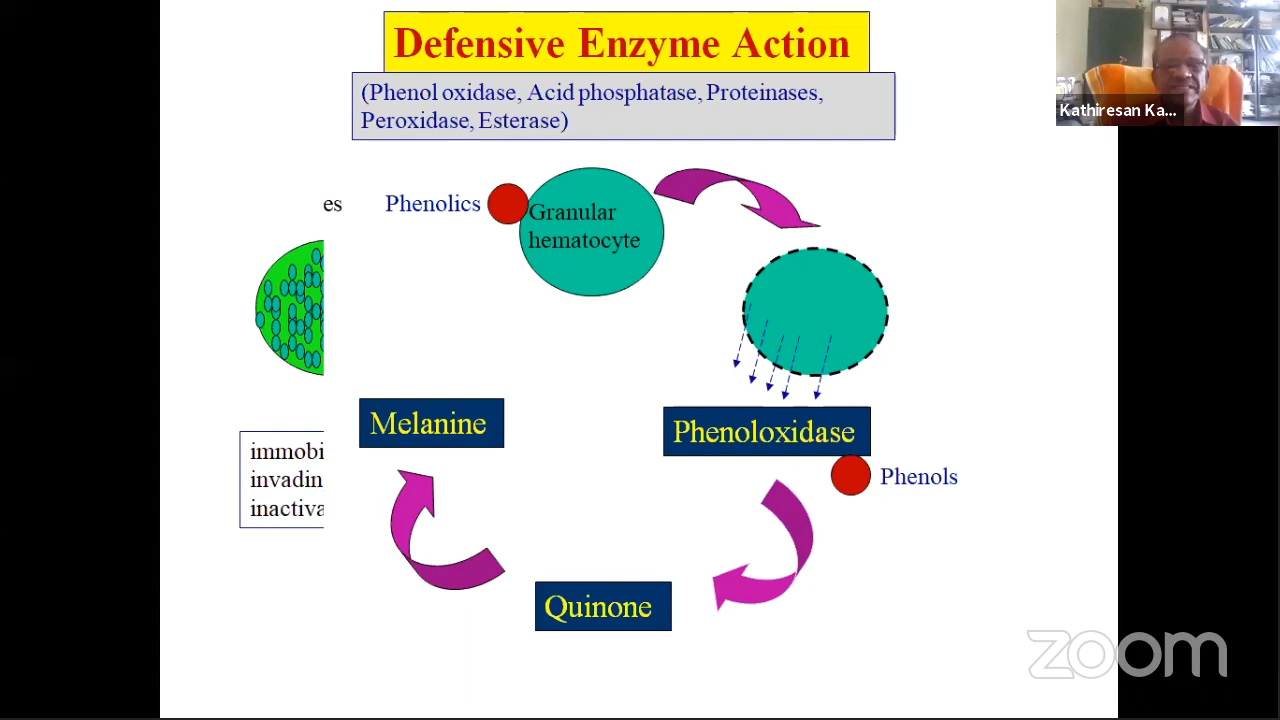 Defensive Enzyme Action
(Phenol oxidase, Acid phosphatase, Proteinases,
Peroxidase, Esterase)
Kathiresan Ka...
es
Phenolics
Granular
hematocyte
Melanine
Phenoloxidase
immobi
invadin
inactiva
Phenols
Quinone
zoom